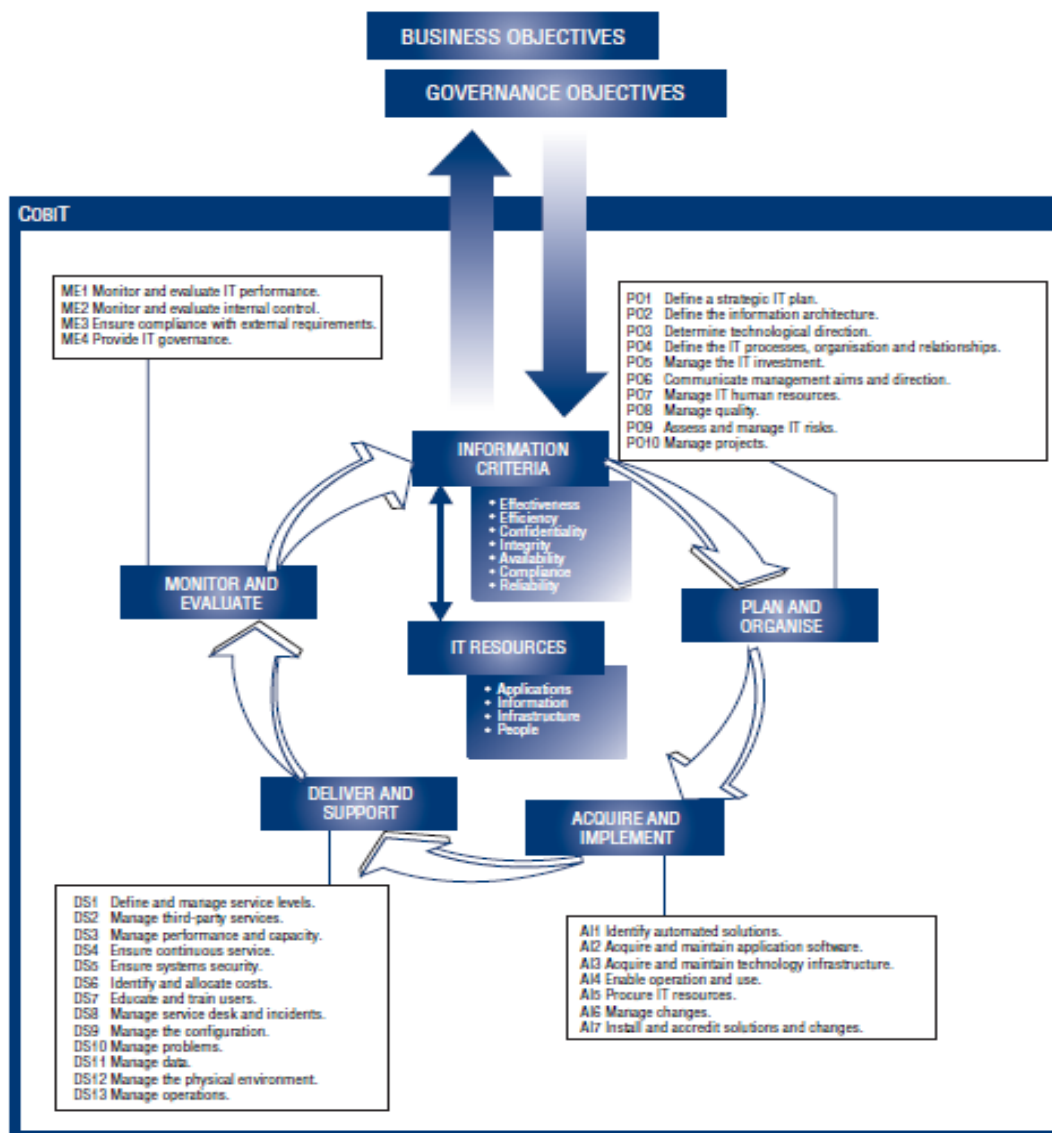 BUSINESS OBJECTIVES
GOVERNANCE OBJECTIVES
COBIT
ME1 Monitor and evaluate IT performance.
ME2 Monitor and evaluate internal control.
ME3 Ensure compliance with external requirements.
ME4 Provide IT governance.
PO1 Define a strategic IT plan.
PO2 Define the information architecture.
PO3 Determine technological direction.
PO4 Define the IT processes, organisation and relationships.
PO5 Manage the IT investment.
PO6 Communicate management aims and direction.
PO7 Manage IT human resources.
PO8 Manage quality.
PO9 Assess and manage IT risks.
PO10 Manage projects.
INFORMATION
CRITERIA
• Effectiveness
• Efficiency
• Confidentiality
• Integrity
• Availability
• Compliance
• Reliability
MONITOR AND
EVALUATE
PLAN AND
ORGANISE
IT RESOURCES
• Applications
• Information
• Infrastructure
• People
DELIVER AND
SUPPORT
ACQUIRE AND
IMPLEMENT
DS1 Define and manage service levels.
DS2 Manage third-party services.
DS3 Manage performance and capacity.
DS4 Ensure continuous service.
DS5 Ensure systems security.
DS6 Identify and allocate costs.
DS7 Educate and train users.
DS8 Manage service desk and incidents.
DS9 Manage the configuration.
DS10 Manage problems.
DS11 Manage data.
DS12 Manage the physical environment.
DS13 Manage operations.
AI1 Identify automated solutions.
AI2 Acquire and maintain application software.
AI3 Acquire and maintain technology infrastructure.
AI4 Enable operation and use.
AI5 Procure IT resources.
AI6 Manage changes.
AI7 Install and accredit solutions and changes.